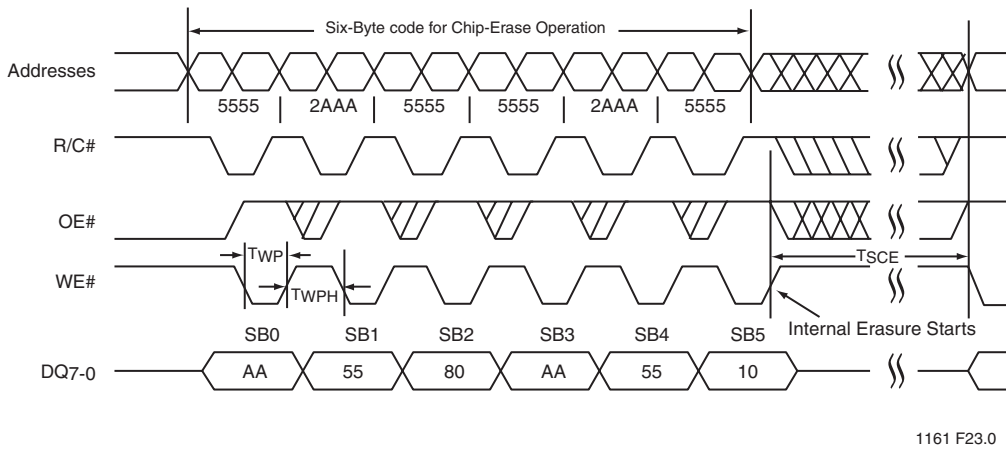 Six-Byte code for Chip-Erase Operation
Addresses
5555 2AAA 5555 5555 2AAA 5555
R/C#
OE#
TWP
TSCE
WE#
TWPH
Internal Erasure Starts
SB0 SB1 SB2 SB3 SB4 SB5
DQ7-0 AA 55 80 AA 55 10
1161 F23.0